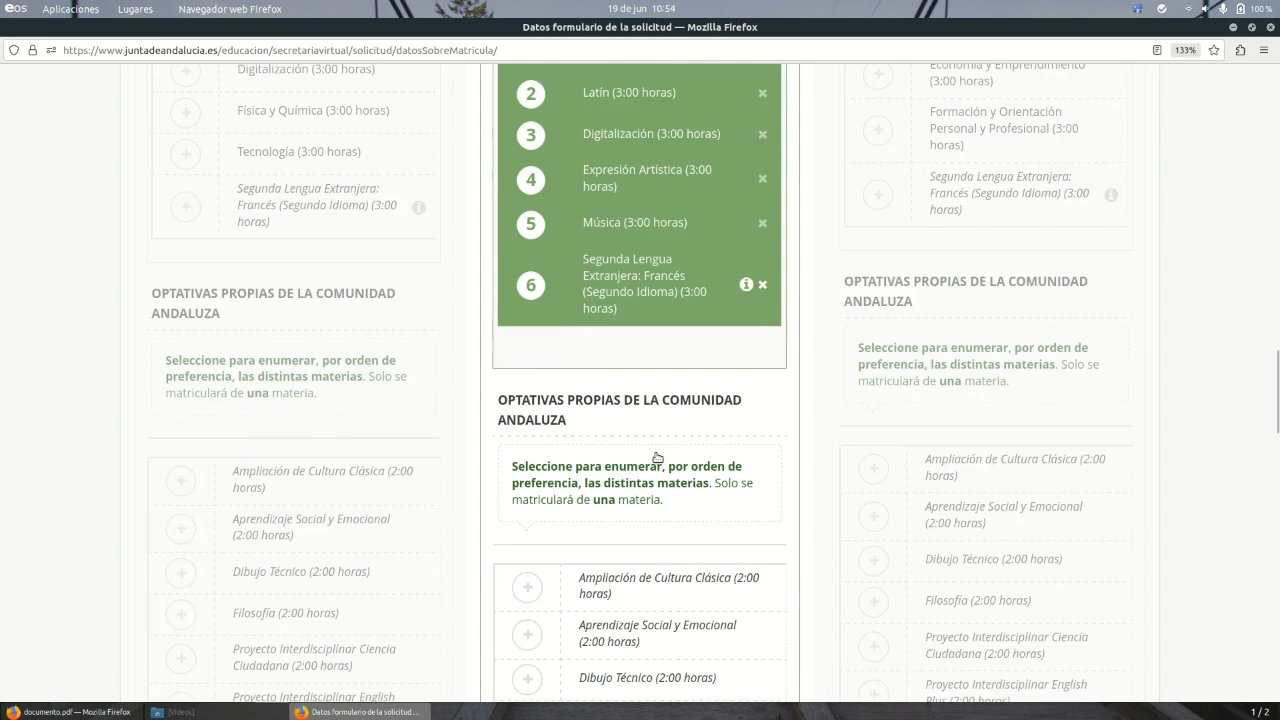 eos Aplicaciones Lugares Navegador web Firefox 19 de jun 10:54 100 %
Datos formulario de la solicitud — Mozilla Firefox
https://www.juntadeandalucia.es/educacion/secretariavirtual/solicitud/datosSobreMatricula/ 133%
Digitalización (3:00 horas)
Física y Química (3:00 horas)
Tecnología (3:00 horas)
Segunda Lengua Extranjera:
Francés (Segundo Idioma) (3:00
horas)
OPTATIVAS PROPIAS DE LA COMUNIDAD
ANDALUZA
Seleccione para enumerar, por orden de
preferencia, las distintas materias. Solo se
matriculará de una materia.
Ampliación de Cultura Clásica (2:00
horas)
Aprendizaje Social y Emocional
(2:00 horas)
Dibujo Técnico (2:00 horas)
Filosofía (2:00 horas)
Proyecto Interdisciplinar Ciencia
Ciudadana (2:00 horas)
Proyecto Interdisciplinar English
2 Latín (3:00 horas)
3 Digitalización (3:00 horas)
4 Expresión Artística (3:00
horas)
5 Música (3:00 horas)
Segunda Lengua
Extranjera: Francés
6 (Segundo Idioma) (3:00
horas)
OPTATIVAS PROPIAS DE LA COMUNIDAD
ANDALUZA
Seleccione para enumerar, por orden de
preferencia, las distintas materias. Solo se
matriculará de una materia.
Ampliación de Cultura Clásica (2:00
horas)
Aprendizaje Social y Emocional
(2:00 horas)
Dibujo Técnico (2:00 horas)
Economía y Emprendimiento
(3:00 horas)
Formación y Orientación
Personal y Profesional (3:00
horas)
Segunda Lengua Extranjera:
Francés (Segundo Idioma) (3:00
horas)
OPTATIVAS PROPIAS DE LA COMUNIDAD
ANDALUZA
Seleccione para enumerar, por orden de
preferencia, las distintas materias. Solo se
matriculará de una materia.
Ampliación de Cultura Clásica (2:00
horas)
Aprendizaje Social y Emocional
(2:00 horas)
Dibujo Técnico (2:00 horas)
Filosofía (2:00 horas)
Proyecto Interdisciplinar Ciencia
Ciudadana (2:00 horas)
Proyecto Interdisciplinar English
Plus (2:00 horas)
documento.pdf — Mozilla Firefox [Vídeos] Datos formulario de la solicitud ... 1 / 2